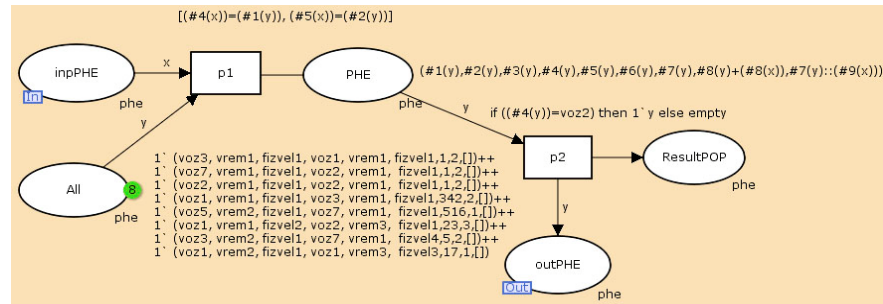 [(#4(x))=(#1(y)), (#5(x))=(#2(y))]
inpPHE
x
p1
PHE
(#1(y),#2(y),#3(y),#4(y),#5(y),#6(y),#7(y),#8(y)+(#8(x)),#7(y)::(#9(x)))
In
phe
phe
y
y
if ((#4(y))=voz2) then 1`y else empty
All
8
phe
1` (voz3, vrem1, fizvel1, voz1, vrem1, fizvel1,1,2,[])++
1` (voz7, vrem1, fizvel1, voz2, vrem1, fizvel1,1,2,[])++
1` (voz2, vrem1, fizvel1, voz2, vrem1, fizvel1,1,2,[])++
1` (voz1, vrem1, fizvel1, voz3, vrem1, fizvel1,342,2,[])++
1` (voz5, vrem2, fizvel1, voz7, vrem1, fizvel1,516,1,[])++
1` (voz1, vrem1, fizvel2, voz2, vrem3, fizvel1,23,3,[])++
1` (voz3, vrem2, fizvel1, voz7, vrem1, fizvel4,5,2,[])++
1` (voz1, vrem2, fizvel1, voz1, vrem3, fizvel3,17,1,[])
p2
ResultPOP
phe
y
outPHE
Out
phe